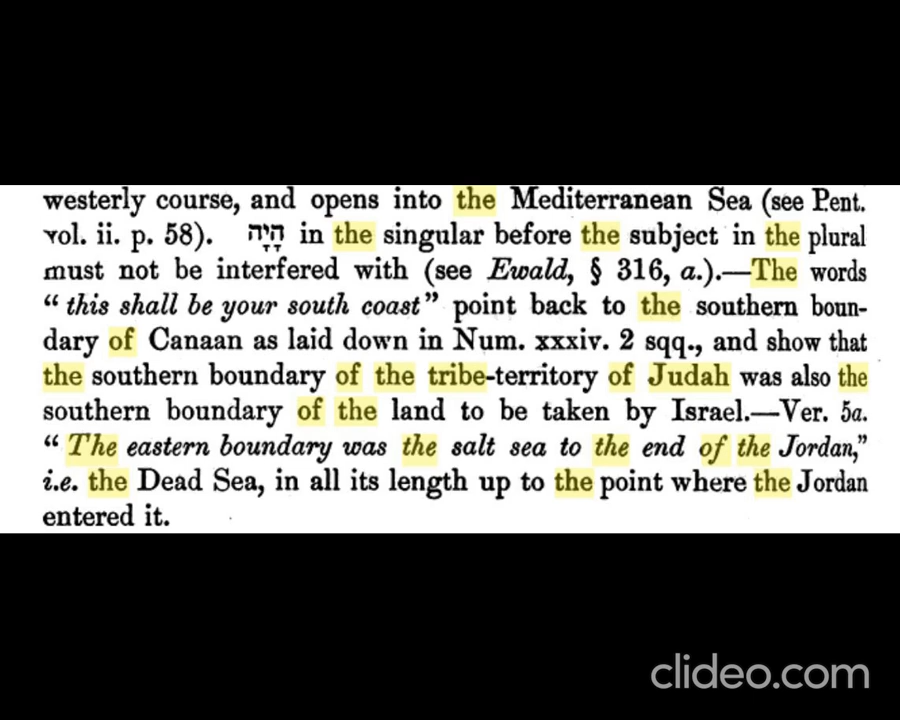 westerly course, and opens into the Mediterranean Sea (see Pent.
vol. ii. p. 58). הָיָה in the singular before the subject in the plural
must not be interfered with (see Ewald, § 316, a.).—The words
“this shall be your south coast” point back to the southern boun-
dary of Canaan as laid down in Num. xxxiv. 2 sqq., and show that
the southern boundary of the tribe-territory of Judah was also the
southern boundary of the land to be taken by Israel.—Ver. 5a.
“The eastern boundary was the salt sea to the end of the Jordan,”
i.e. the Dead Sea, in all its length up to the point where the Jordan
entered it.
clideo.com